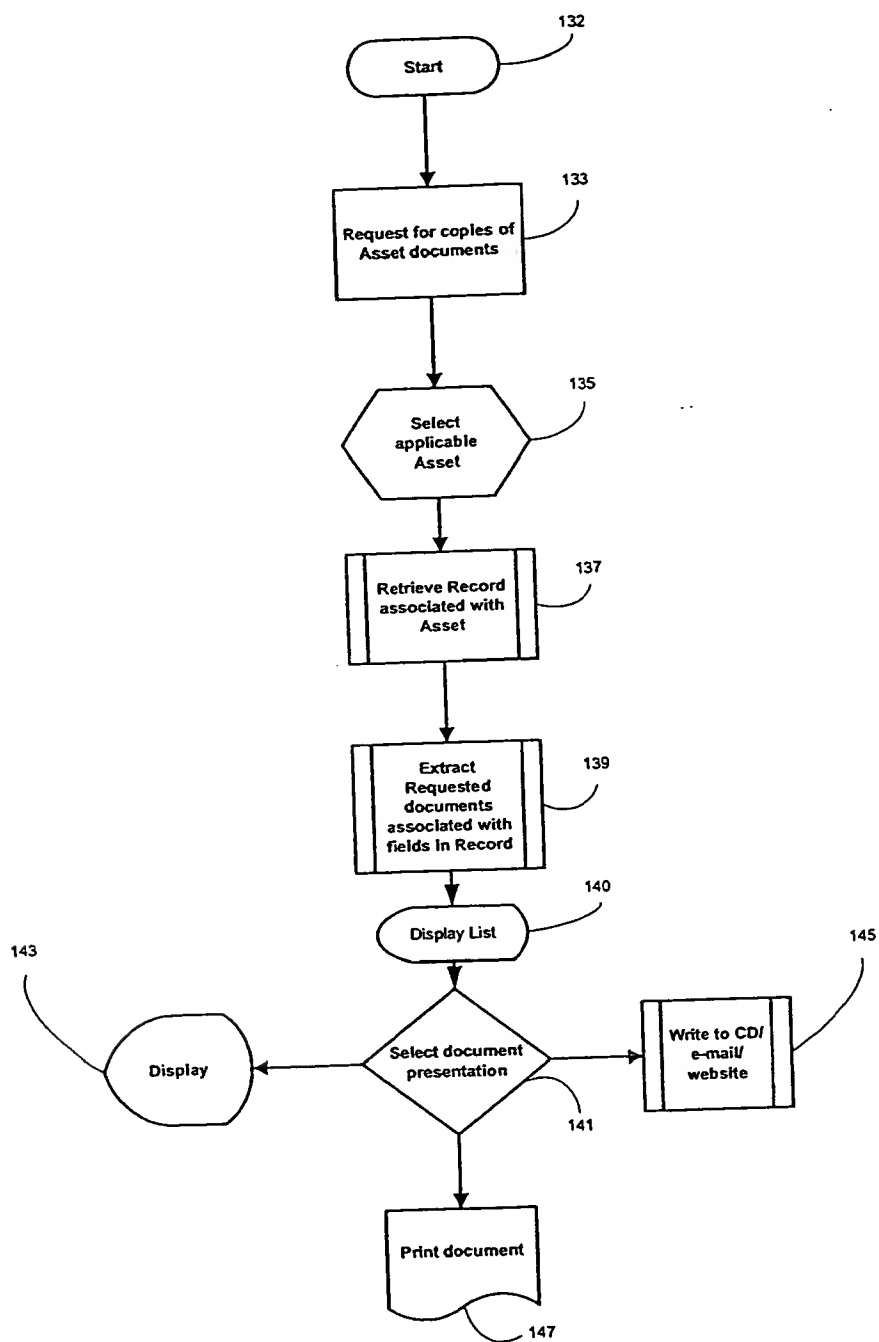 132
Start
133
Request for copies of
Asset documents
135
Select
applicable
Asset
137
Retrieve Record
associated with
Asset
139
Extract
Requested
documents
associated with
fields in Record
140
Display List
143
145
Display
Select document
presentation
Write to CD/
e-mail/
website
141
Print document
147